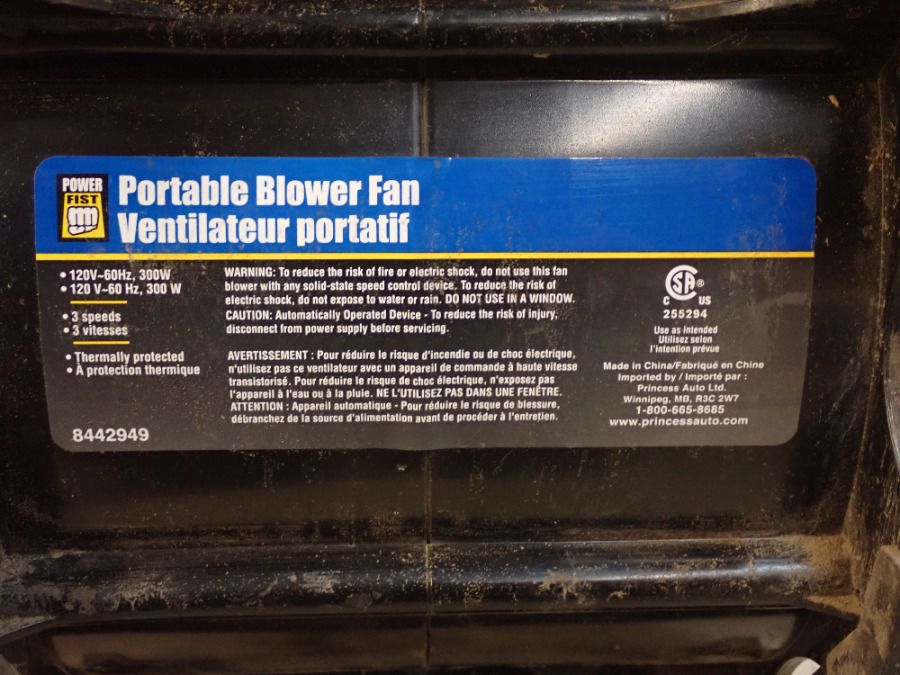 POWER
FIST
Portable Blower Fan
Ventilateur portatif
• 120V~60Hz, 300W
• 120 V~60 Hz, 300 W
• 3 speeds
• 3 vitesses
• Thermally protected
• À protection thermique
8442949
WARNING: To reduce the risk of fire or electric shock, do not use this fan
blower with any solid-state speed control device. To reduce the risk of
electric shock, do not expose to water or rain. DO NOT USE IN A WINDOW.
CAUTION: Automatically Operated Device - To reduce the risk of injury,
disconnect from power supply before servicing.
AVERTISSEMENT : Pour réduire le risque d'incendie ou de choc électrique,
n'utilisez pas ce ventilateur avec un appareil de commande à haute vitesse
transistorisé. Pour réduire le risque de choc électrique, n'exposez pas
l'appareil à l'eau ou à la pluie. NE L'UTILISEZ PAS DANS UNE FENÊTRE.
ATTENTION : Appareil automatique - Pour réduire le risque de blessure,
débranchez de la source d'alimentation avant de procéder à l'entretien.
CSA®
C US
255294
Use as intended
Utilisez selon
l'intention prévue
Made in China/Fabriqué en Chine
Imported by / Importé par :
Princess Auto Ltd.
Winnipeg, MB, R3C 2W7
1-800-665-8685
www.princessauto.com